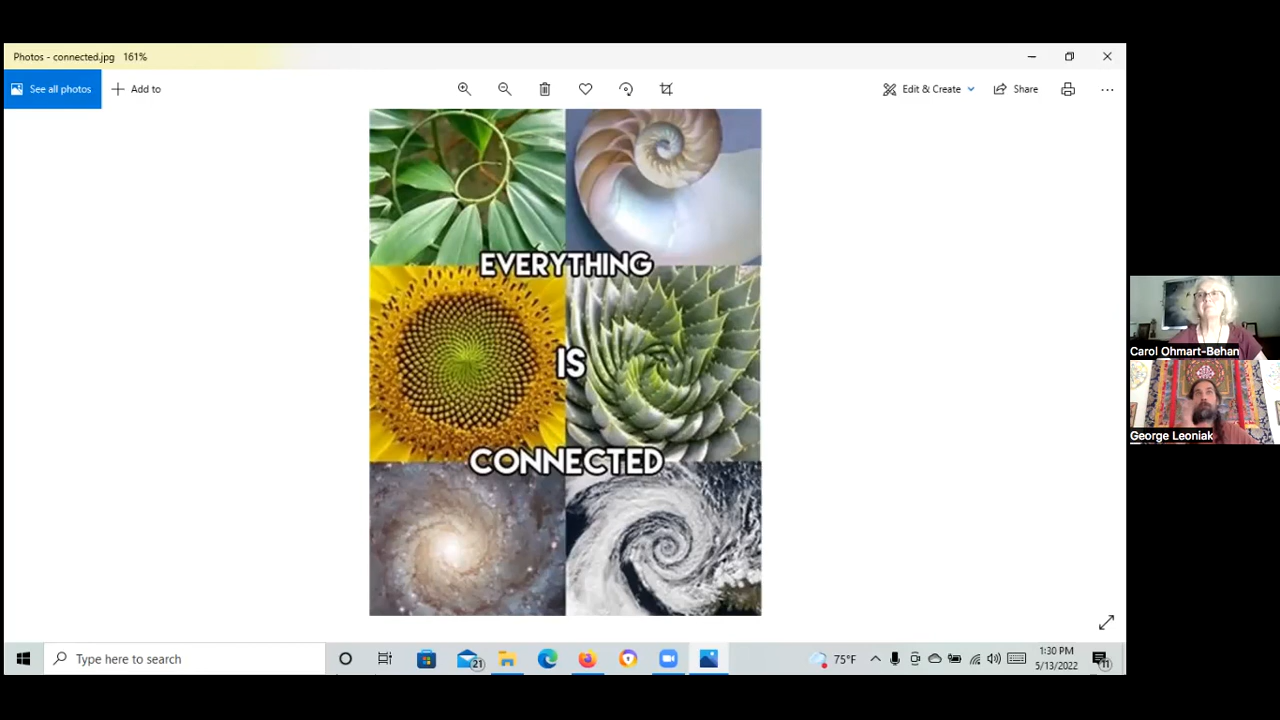 Photos - connected.jpg 161%
See all photos
Add to
Edit & Create
Share
EVERYTHING
IS
CONNECTED
Carol Ohmart-Behan
George Leoniak
Type here to search
21
75°F
1:30 PM
5/13/2022
11